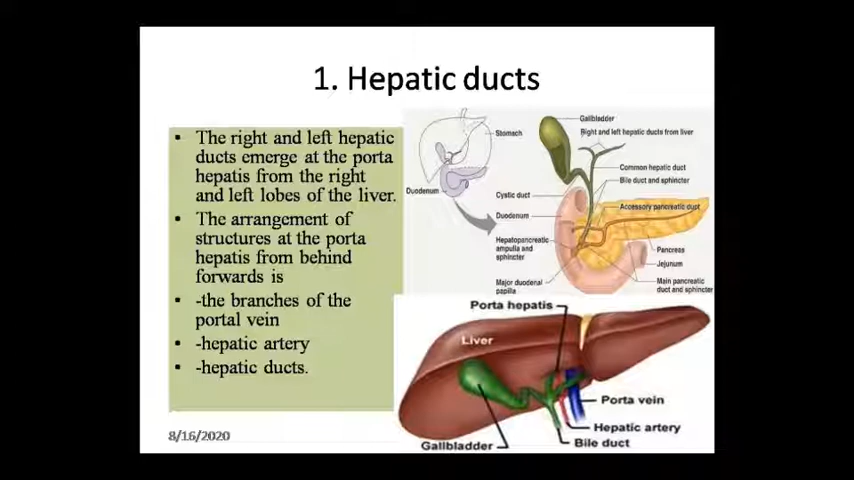 1. Hepatic ducts
• The right and left hepatic
ducts emerge at the porta
hepatis from the right
and left lobes of the liver.
• The arrangement of
structures at the porta
hepatis from behind
forwards is
• -the branches of the
portal vein
• -hepatic artery
• -hepatic ducts.
8/16/2020
Stomach
Duodenum
Gallbladder
Right and left hepatic ducts from liver
Common hepatic duct
Bile duct and sphincter
Accessory pancreatic duct
Cystic duct
Duodenum
Hepatopancreatic
ampulla and
sphincter
Major duodenal
papilla
Pancreas
Jejunum
Main pancreatic
duct and sphincter
Porta hepatis
Liver
Porta vein
Hepatic artery
Bile duct
Gallbladder